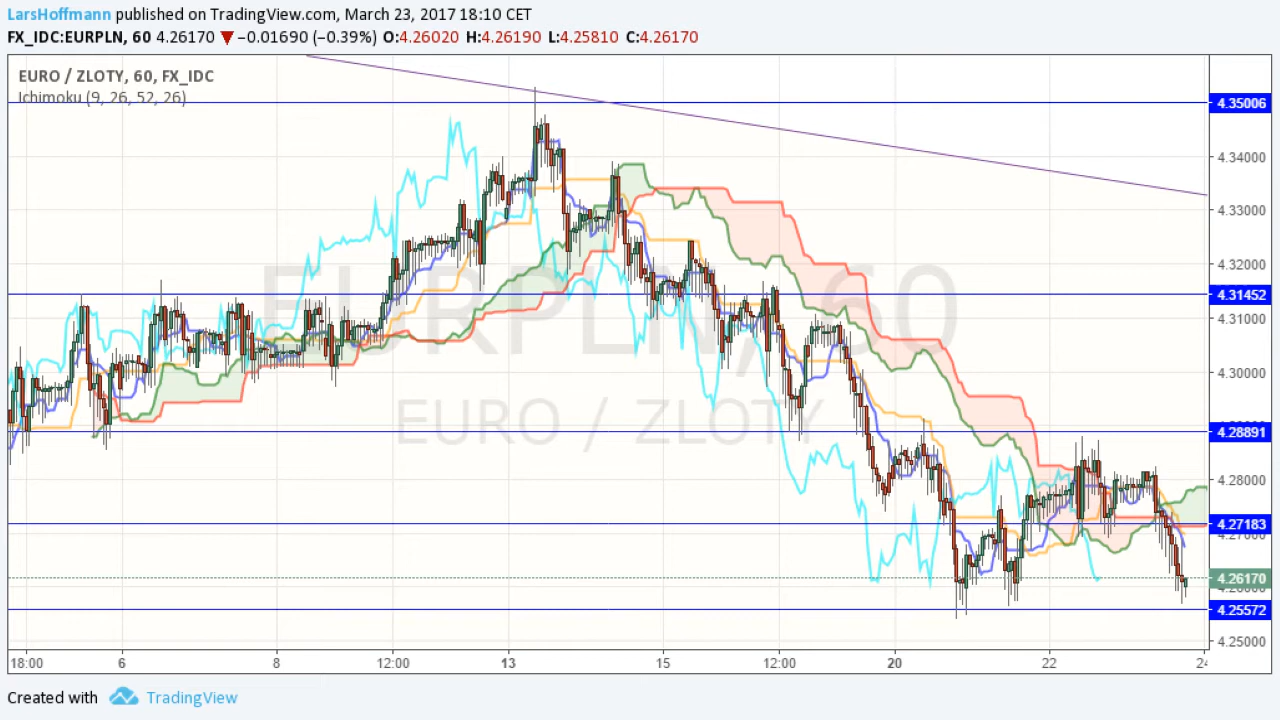 LarsHoffmann published on TradingView.com, March 23, 2017 18:10 CET
FX_IDC:EURPLN, 60 4.26170 ▼ −0.01690 (−0.39%) O:4.26020 H:4.26190 L:4.25810 C:4.26170
EURO / ZLOTY, 60, FX_IDC
Ichimoku (9, 26, 52, 26)
EURPLN, 60
EURO / ZLOTY
4.35006
4.34000
4.33000
4.32000
4.31452
4.31000
4.30000
4.28891
4.28000
4.27183
4.27000
4.26170
4.26000
4.25572
4.25000
18:00 6 8 12:00 13 15 12:00 20 22 24
Created with TradingView